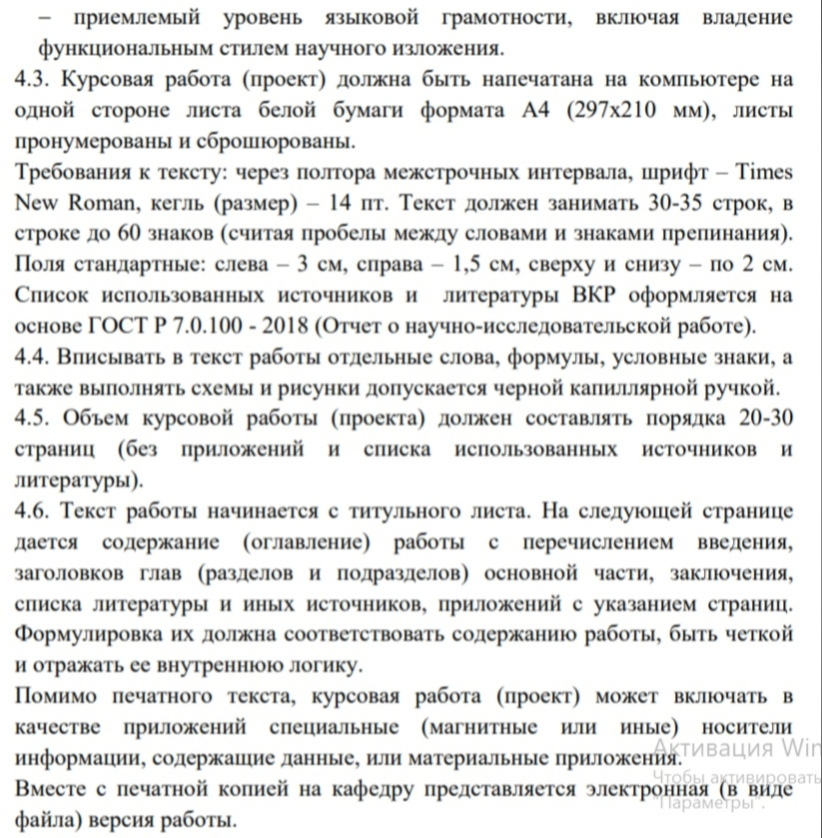 – приемлемый уровень языковой грамотности, включая владение
функциональным стилем научного изложения.
4.3. Курсовая работа (проект) должна быть напечатана на компьютере на
одной стороне листа белой бумаги формата А4 (297х210 мм), листы
пронумерованы и сброшюрованы.
Требования к тексту: через полтора межстрочных интервала, шрифт – Times
New Roman, кегль (размер) – 14 пт. Текст должен занимать 30-35 строк, в
строке до 60 знаков (считая пробелы между словами и знаками препинания).
Поля стандартные: слева – 3 см, справа – 1,5 см, сверху и снизу – по 2 см.
Список использованных источников и литературы ВКР оформляется на
основе ГОСТ Р 7.0.100 - 2018 (Отчет о научно-исследовательской работе).
4.4. Вписывать в текст работы отдельные слова, формулы, условные знаки, а
также выполнять схемы и рисунки допускается черной капиллярной ручкой.
4.5. Объем курсовой работы (проекта) должен составлять порядка 20-30
страниц (без приложений и списка использованных источников и
литературы).
4.6. Текст работы начинается с титульного листа. На следующей странице
дается содержание (оглавление) работы с перечислением введения,
заголовков глав (разделов и подразделов) основной части, заключения,
списка литературы и иных источников, приложений с указанием страниц.
Формулировка их должна соответствовать содержанию работы, быть четкой
и отражать ее внутреннюю логику.
Помимо печатного текста, курсовая работа (проект) может включать в
качестве приложений специальные (магнитные или иные) носители
информации, содержащие данные, или материальные приложения.
Вместе с печатной копией на кафедру представляется электронная (в виде
файла) версия работы.
Активация Win
Чтобы активировать
"Параметры".